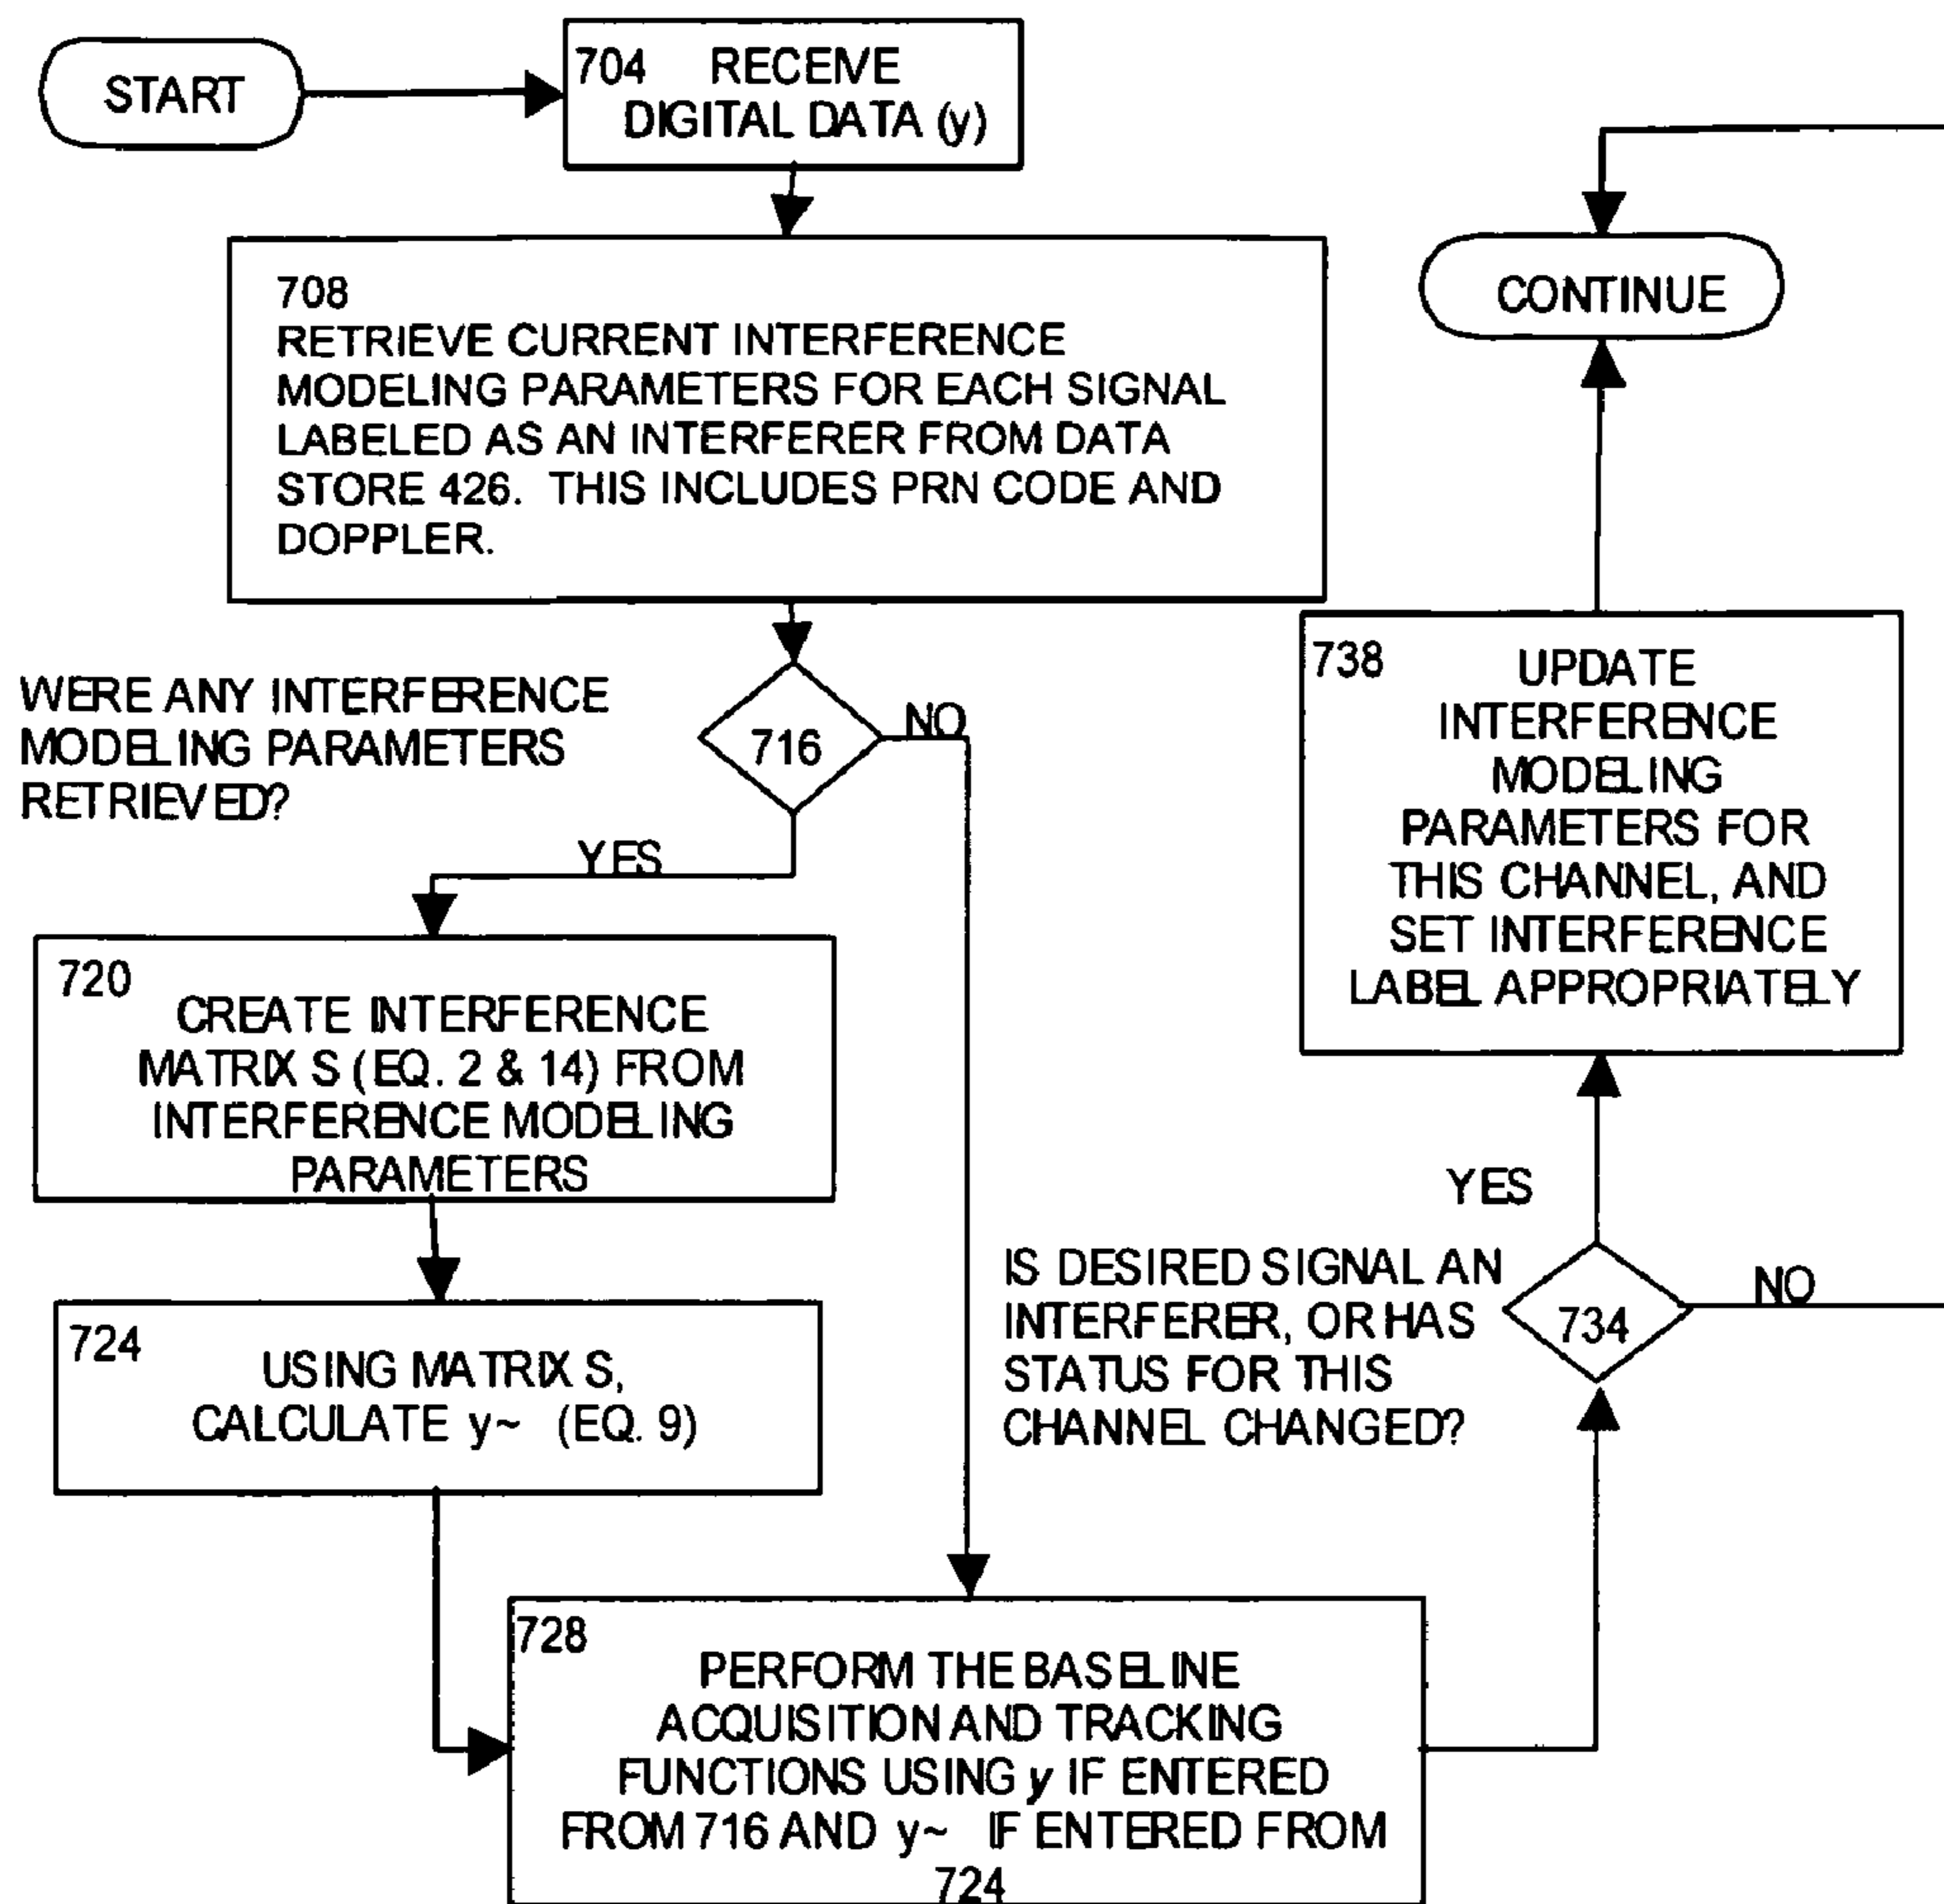 START
704 RECEIVE
DIGITAL DATA (y)
708
RETRIEVE CURRENT INTERFERENCE
MODELING PARAMETERS FOR EACH SIGNAL
LABELED AS AN INTERFERER FROM DATA
STORE 426. THIS INCLUDES PRN CODE AND
DOPPLER.
WERE ANY INTERFERENCE
MODELING PARAMETERS
RETRIEVED?
716
NO
YES
720
CREATE INTERFERENCE
MATRIX S (EQ. 2 & 14) FROM
INTERFERENCE MODELING
PARAMETERS
724
USING MATRIX S,
CALCULATE y~ (EQ. 9)
728
PERFORM THE BASELINE
ACQUISITION AND TRACKING
FUNCTIONS USING y IF ENTERED
FROM 716 AND y~ IF ENTERED FROM
724
IS DESIRED SIGNAL AN
INTERFERER, OR HAS
STATUS FOR THIS
CHANNEL CHANGED?
734
NO
YES
738 UPDATE
INTERFERENCE
MODELING
PARAMETERS FOR
THIS CHANNEL, AND
SET INTERFERENCE
LABEL APPROPRIATELY
CONTINUE